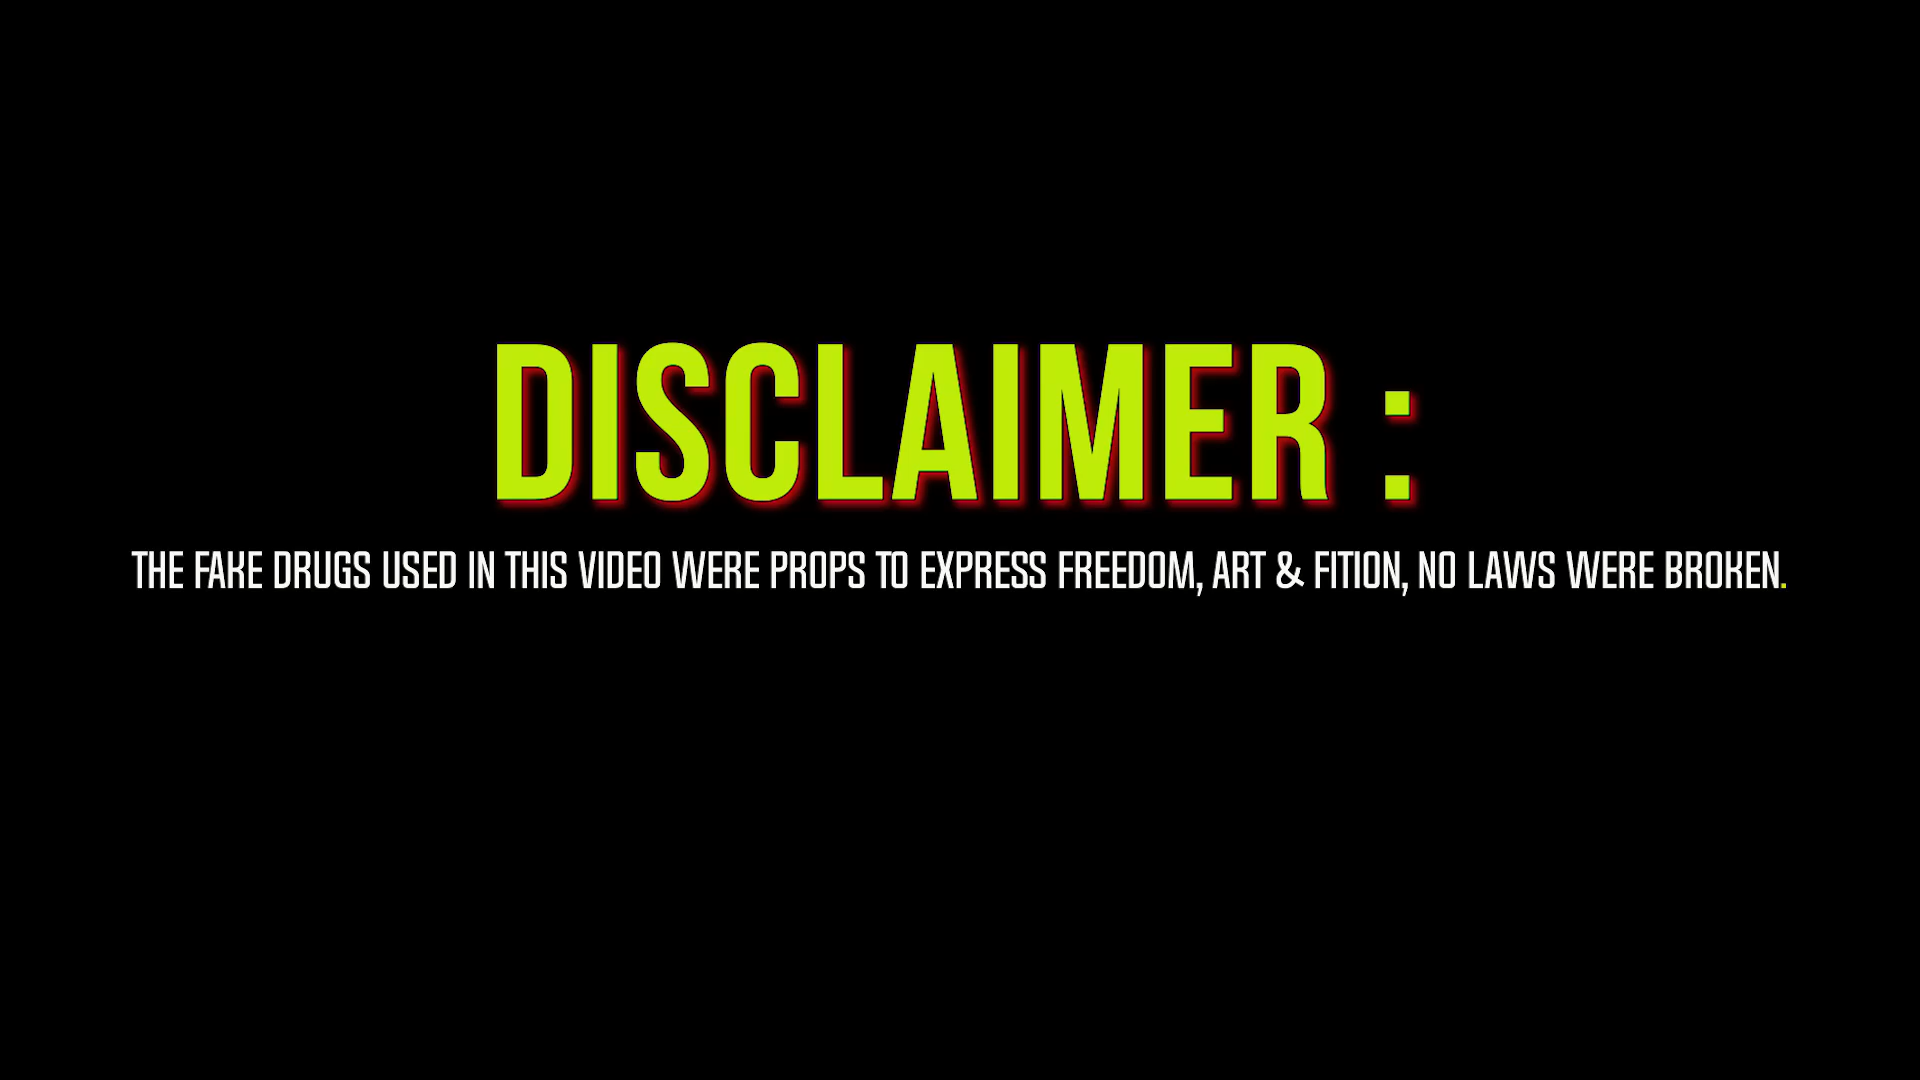 DISCLAIMER :
THE FAKE DRUGS USED IN THIS VIDEO WERE PROPS TO EXPRESS FREEDOM, ART & FITION, NO LAWS WERE BROKEN.